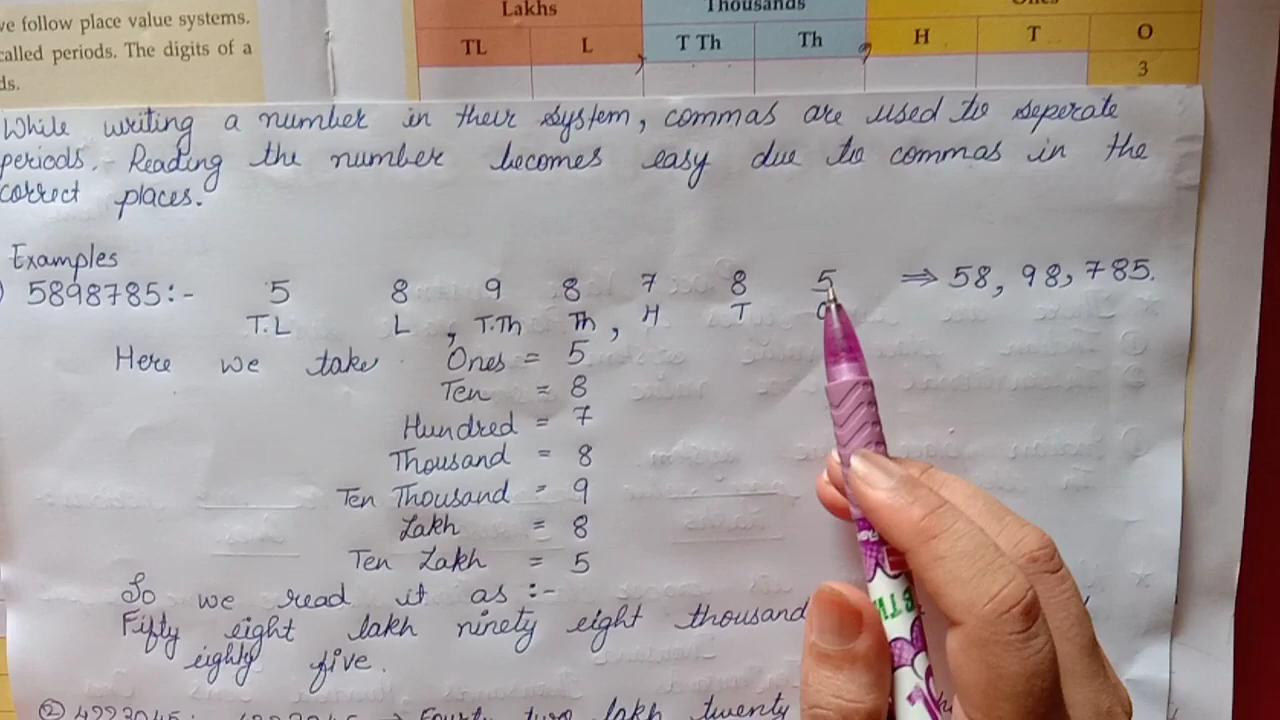 ve follow place value systems.
called periods. The digits of a
ds.
Lakhs Thousands Ones
TL L T Th Th H T O
3
While writing a number in their system, commas are used to seperate
periods. Reading the number becomes easy due to commas in the
correct places.
Examples
) 5898785:- 5 8 9 8 7 8 5 ⇒ 58, 98, 785.
T.L L , T.Th Th , H T
Here we take Ones = 5
Ten = 8
Hundred = 7
Thousand = 8
Ten Thousand = 9
Lakh = 8
Ten Lakh = 5
So we read it as :-
Fifty eight lakh ninety eight thousand
eighty five.
② lakh twenty